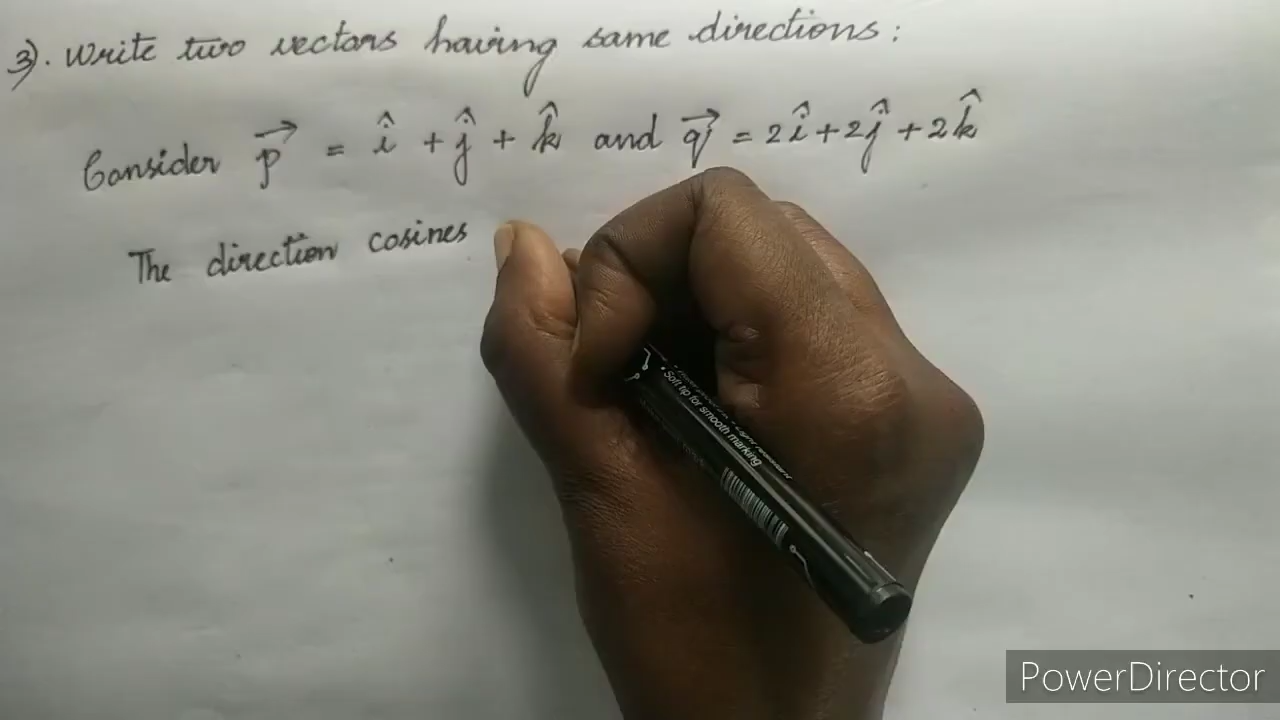 3). Write two vectors having same directions:
Consider p⃗ = î + ĵ + k̂ and q⃗ = 2î + 2ĵ + 2k̂
The direction cosines
• Soft tip for smooth marking
PowerDirector